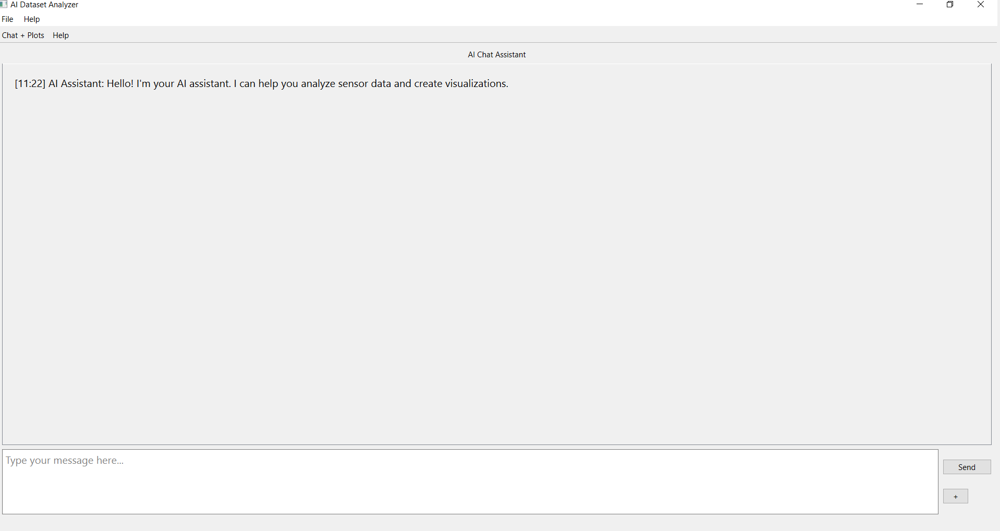 AI Dataset Analyzer
File Help
Chat + Plots Help
AI Chat Assistant
[11:22] AI Assistant: Hello! I'm your AI assistant. I can help you analyze sensor data and create visualizations.
Type your message here...
Send
+